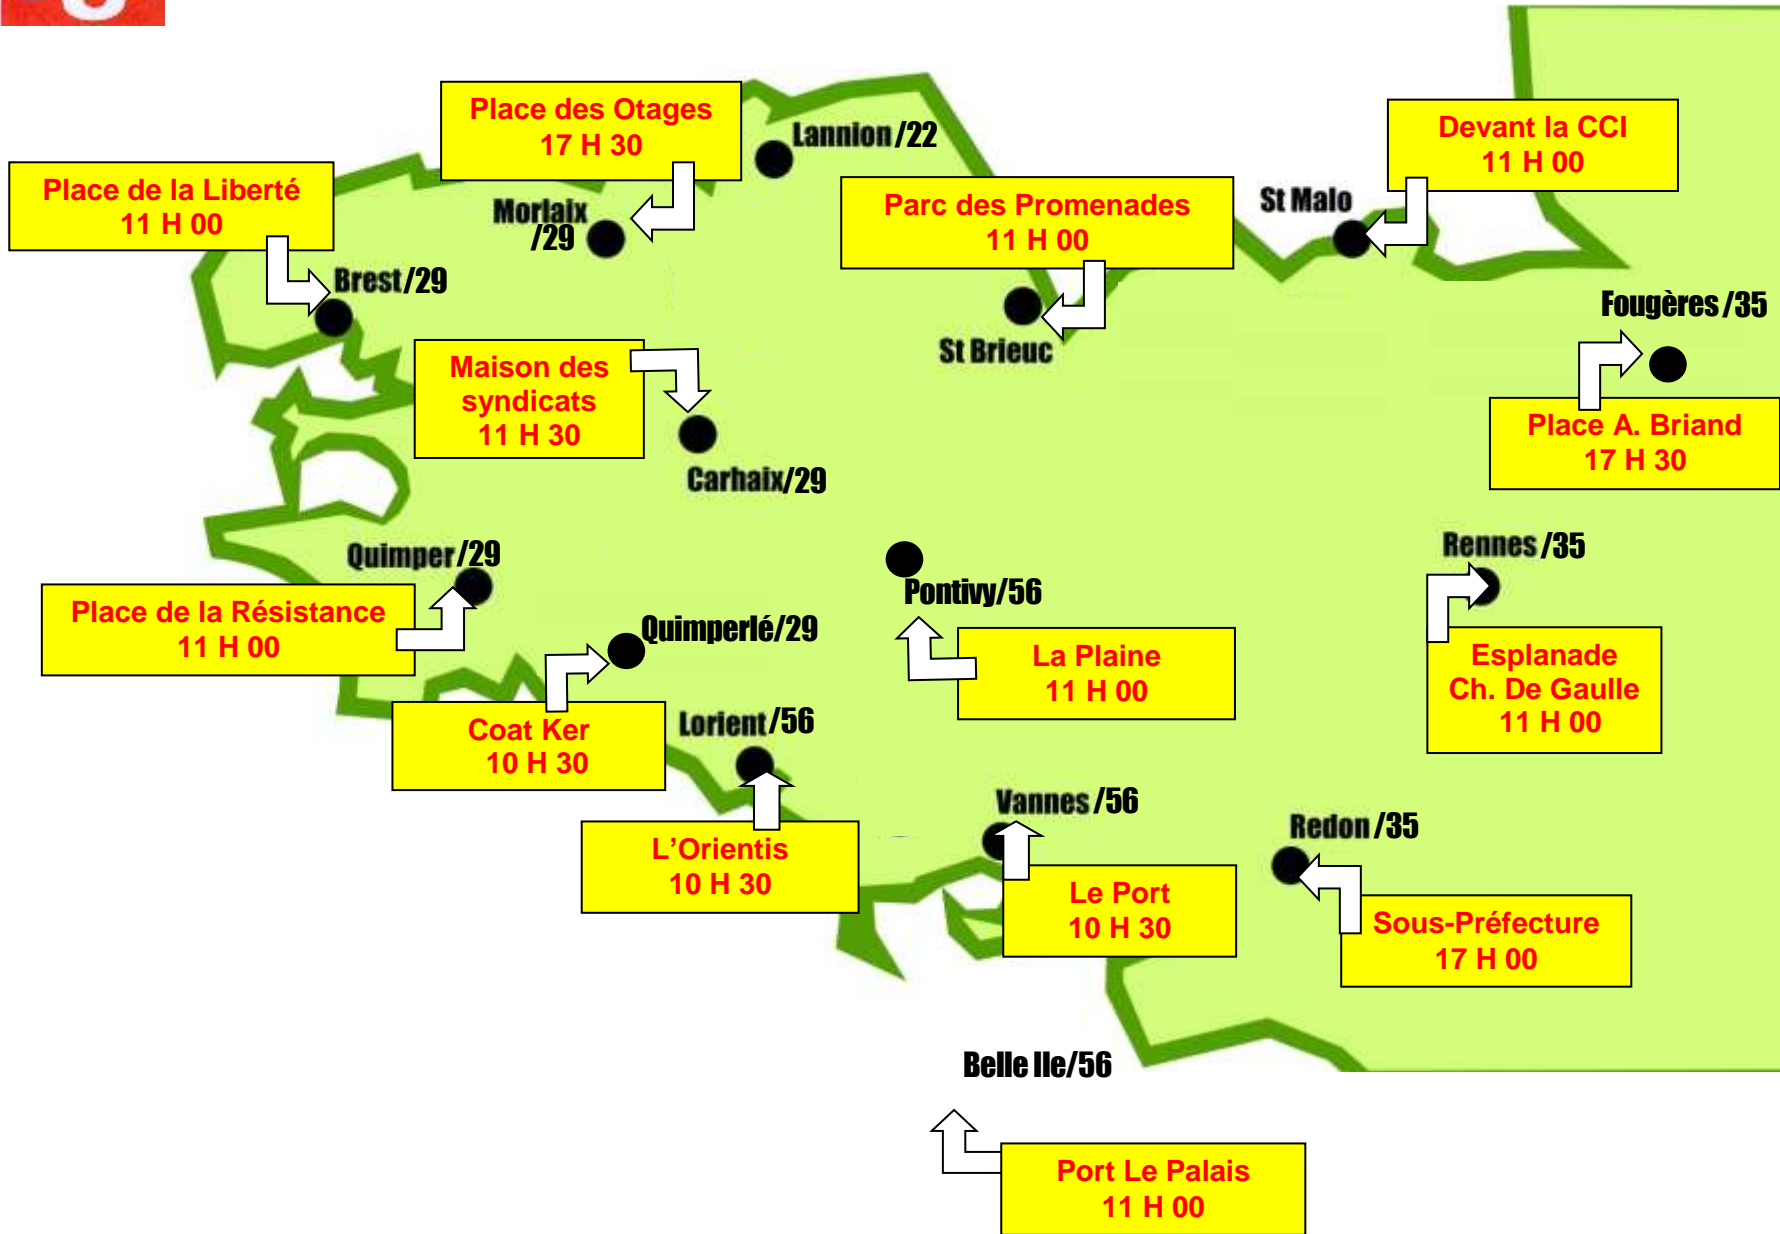 Place des Otages
17 H 30
Lannion /22
Devant la CCI
11 H 00
Place de la Liberté
11 H 00
Morlaix
/29
Parc des Promenades
11 H 00
St Malo
Brest/29
St Brieuc
Fougères /35
Maison des
syndicats
11 H 30
Carhaix/29
Place A. Briand
17 H 30
Quimper/29
Place de la Résistance
11 H 00
Quimperlé/29
Pontivy/56
La Plaine
11 H 00
Rennes /35
Esplanade
Ch. De Gaulle
11 H 00
Coat Ker
10 H 30
Lorient/56
L’Orientis
10 H 30
Vannes /56
Le Port
10 H 30
Redon /35
Sous-Préfecture
17 H 00
Belle Ile/56
Port Le Palais
11 H 00